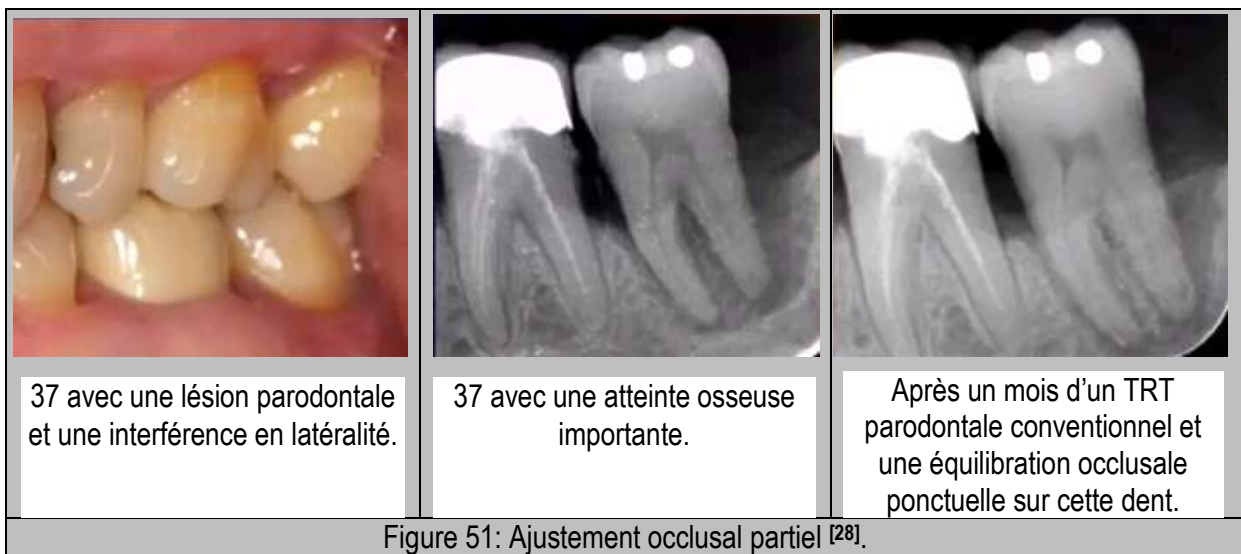 37 avec une lésion parodontale
et une interférence en latéralité.
37 avec une atteinte osseuse
importante.
Après un mois d’un TRT
parodontale conventionnel et
une équilibration occlusale
ponctuelle sur cette dent.
Figure 51: Ajustement occlusal partiel [28].